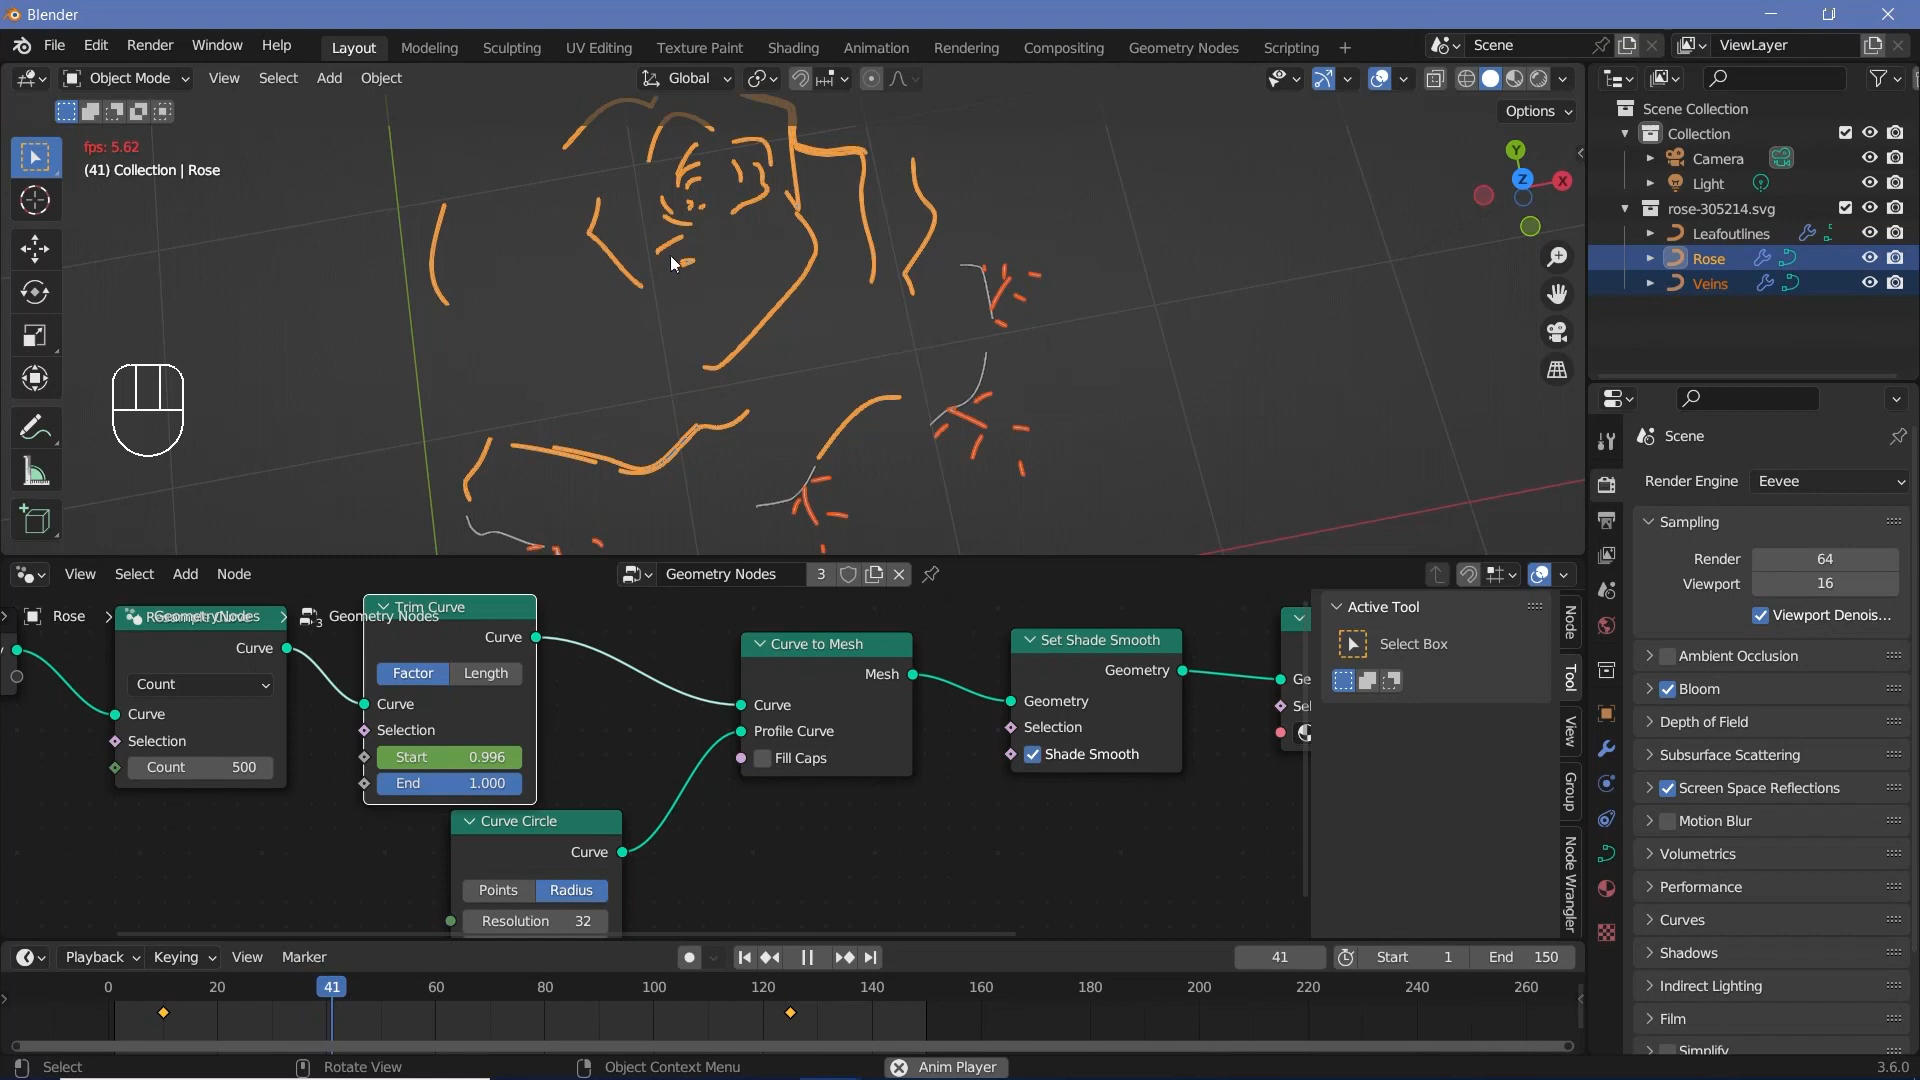 Blender
File Edit Render Window Help
Layout Modeling Sculpting UV Editing Texture Paint Shading Animation Rendering Compositing Geometry Nodes Scripting +
Scene
ViewLayer
Object Mode View Select Add Object
Global
Options
fps: 5.62
(41) Collection | Rose
Y
Z
X
Scene Collection
Collection
Camera
Light
rose-305214.svg
Leafoutlines
Rose
Veins
Scene
Render Engine Eevee
Sampling
Render 64
Viewport 16
Viewport Denois...
Ambient Occlusion
Bloom
Depth of Field
Subsurface Scattering
Screen Space Reflections
Motion Blur
Volumetrics
Performance
Curves
Shadows
Indirect Lighting
Film
Simplify
View Select Add Node
Geometry Nodes 3
Rose
GeometryNodes
3
Geometry Nodes
Curve
Count
Curve
Selection
Count 500
Trim Curve
Curve
Factor Length
Curve
Selection
Start 0.996
End 1.000
Curve Circle
Curve
Points Radius
Resolution 32
Curve to Mesh
Mesh
Curve
Profile Curve
Fill Caps
Set Shade Smooth
Geometry
Geometry
Selection
Shade Smooth
Ge
Sel
Active Tool
Select Box
Node
Tool
View
Group
Node Wrangler
Playback Keying View Marker
41
Start 1
End 150
0 20 41 60 80 100 120 140 160 180 200 220 240 260
Select
Rotate View
Object Context Menu
Anim Player
3.6.0